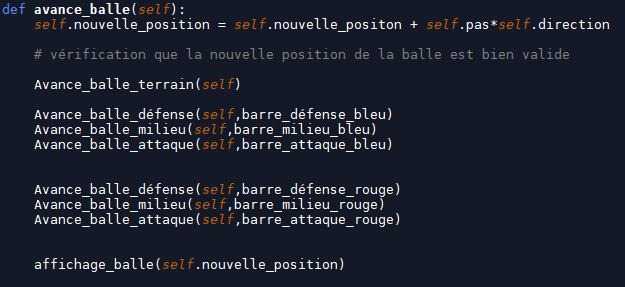 def avance_balle(self):
self.nouvelle_position = self.nouvelle_positon + self.pas*self.direction
# vérification que la nouvelle position de la balle est bien valide
Avance_balle_terrain(self)
Avance_balle_défense(self,barre_défense_bleu)
Avance_balle_milieu(self,barre_milieu_bleu)
Avance_balle_attaque(self,barre_attaque_bleu)
Avance_balle_défense(self,barre_défense_rouge)
Avance_balle_milieu(self,barre_milieu_rouge)
Avance_balle_attaque(self,barre_attaque_rouge)
affichage_balle(self.nouvelle_position)